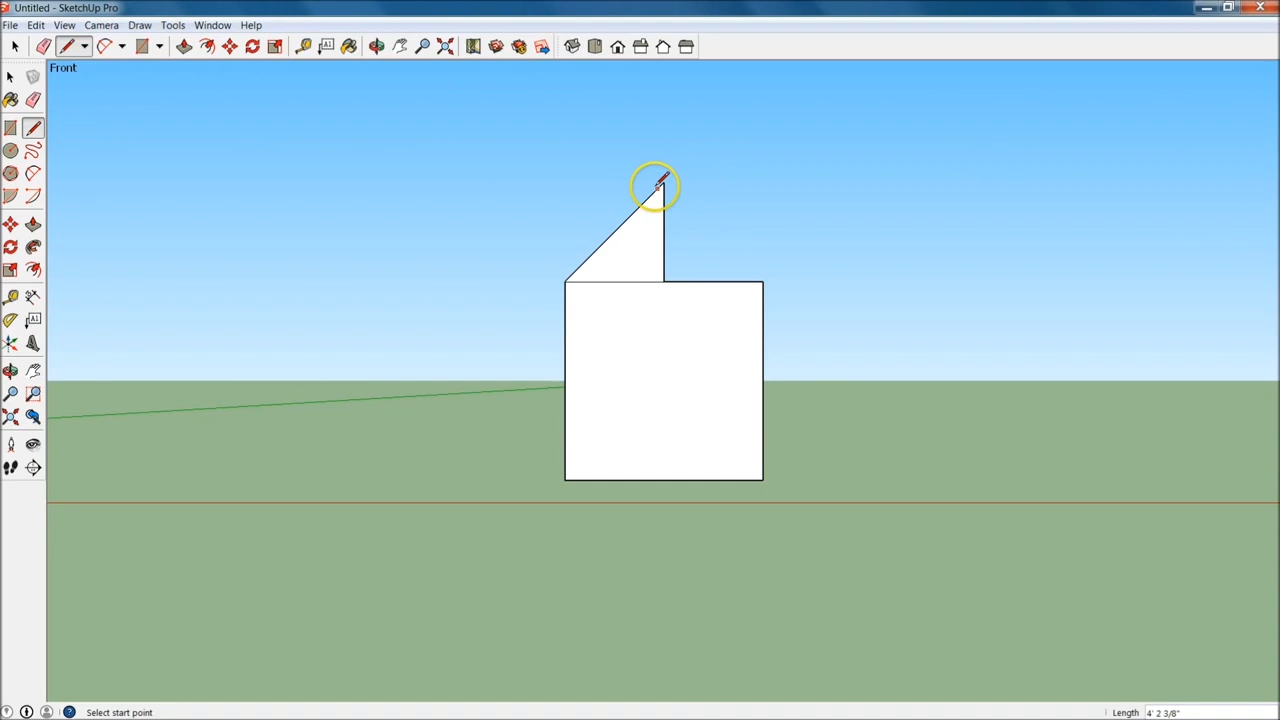 Untitled - SketchUp Pro
File Edit View Camera Draw Tools Window Help
Front
Select start point
Length 4' 2 3/8"